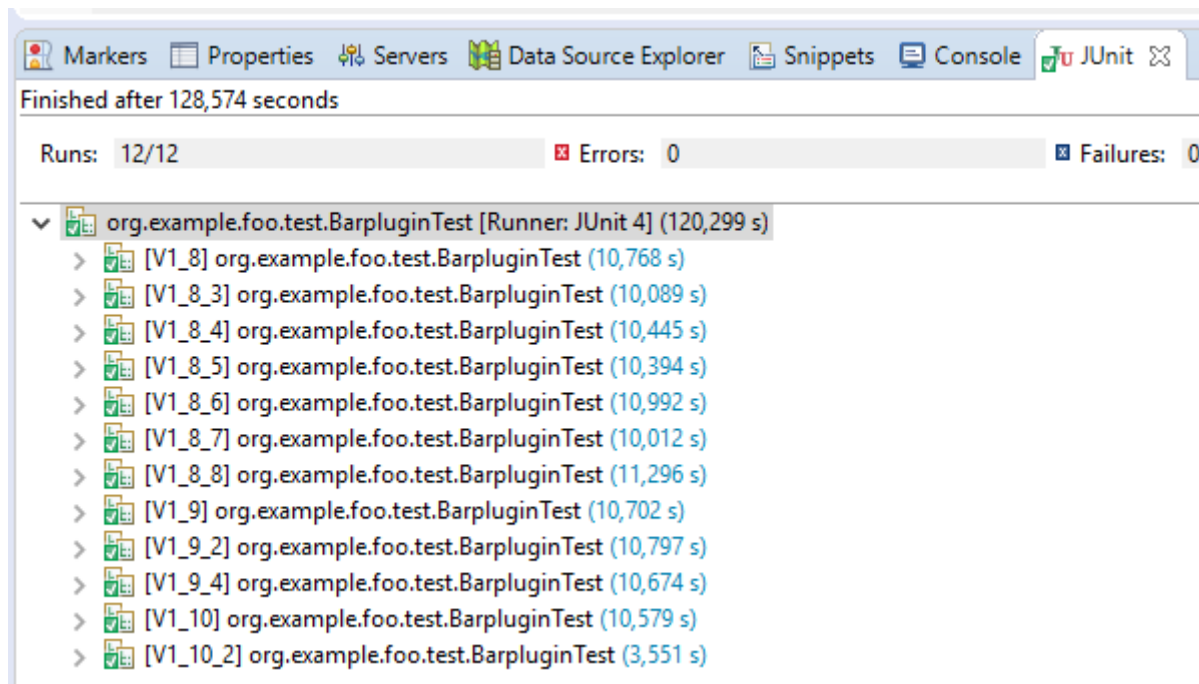 Markers Properties Servers Data Source Explorer Snippets Console JUnit
Finished after 128,574 seconds
Runs: 12/12 Errors: 0 Failures: 0
org.example.foo.test.BarpluginTest [Runner: JUnit 4] (120,299 s)
[V1_8] org.example.foo.test.BarpluginTest (10,768 s)
[V1_8_3] org.example.foo.test.BarpluginTest (10,089 s)
[V1_8_4] org.example.foo.test.BarpluginTest (10,445 s)
[V1_8_5] org.example.foo.test.BarpluginTest (10,394 s)
[V1_8_6] org.example.foo.test.BarpluginTest (10,992 s)
[V1_8_7] org.example.foo.test.BarpluginTest (10,012 s)
[V1_8_8] org.example.foo.test.BarpluginTest (11,296 s)
[V1_9] org.example.foo.test.BarpluginTest (10,702 s)
[V1_9_2] org.example.foo.test.BarpluginTest (10,797 s)
[V1_9_4] org.example.foo.test.BarpluginTest (10,674 s)
[V1_10] org.example.foo.test.BarpluginTest (10,579 s)
[V1_10_2] org.example.foo.test.BarpluginTest (3,551 s)